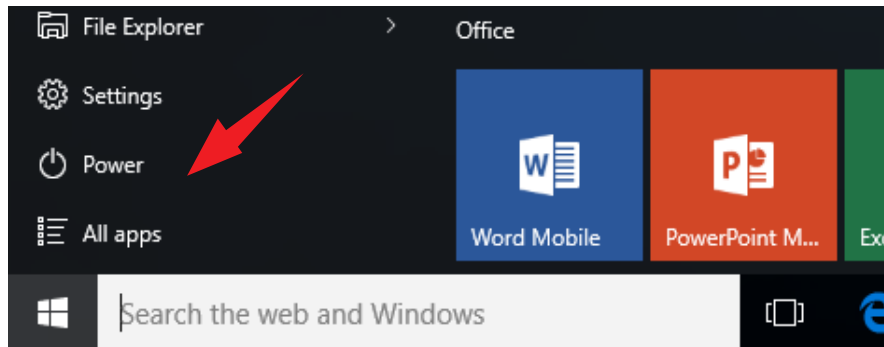 File Explorer
Office
Settings
Power
All apps
W
P
Word Mobile
PowerPoint M...
Search the web and Windows